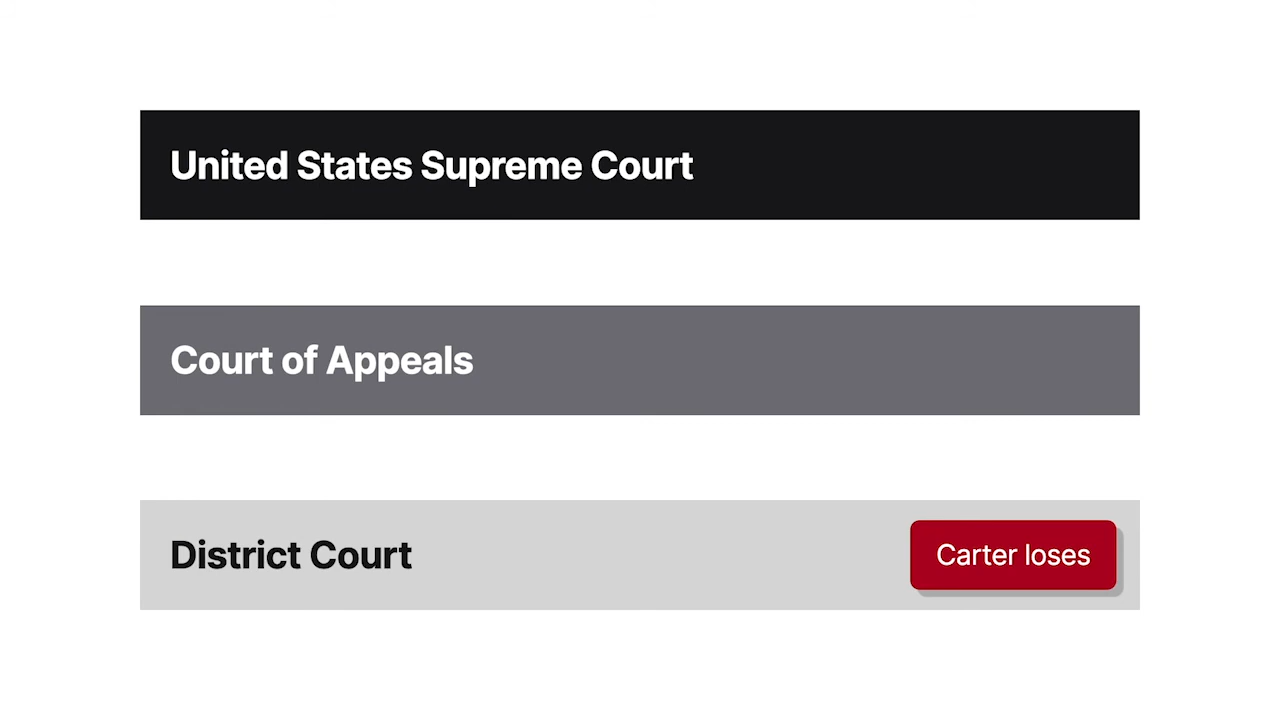 United States Supreme Court
Court of Appeals
District Court
Carter loses